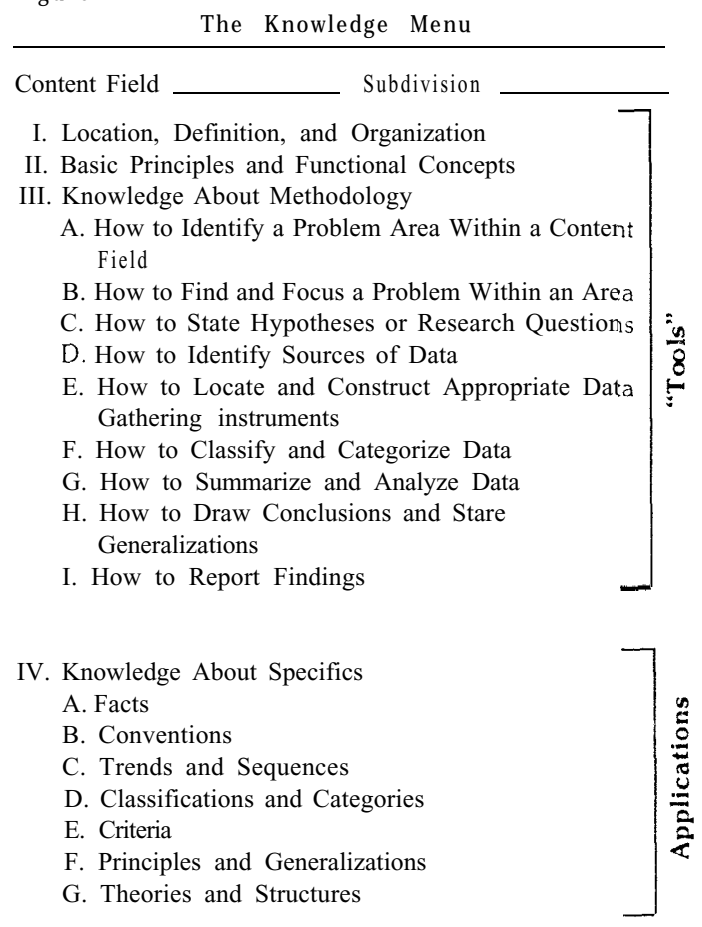 The Knowledge Menu
Content Field ____________ Subdivision ____________
I. Location, Definition, and Organization
II. Basic Principles and Functional Concepts
III. Knowledge About Methodology
A. How to Identify a Problem Area Within a Content
Field
B. How to Find and Focus a Problem Within an Area
C. How to State Hypotheses or Research Questions
D. How to Identify Sources of Data
E. How to Locate and Construct Appropriate Data
Gathering instruments
F. How to Classify and Categorize Data
G. How to Summarize and Analyze Data
H. How to Draw Conclusions and Stare
Generalizations
I. How to Report Findings
“Tools”
IV. Knowledge About Specifics
A. Facts
B. Conventions
C. Trends and Sequences
D. Classifications and Categories
E. Criteria
F. Principles and Generalizations
G. Theories and Structures
Applications